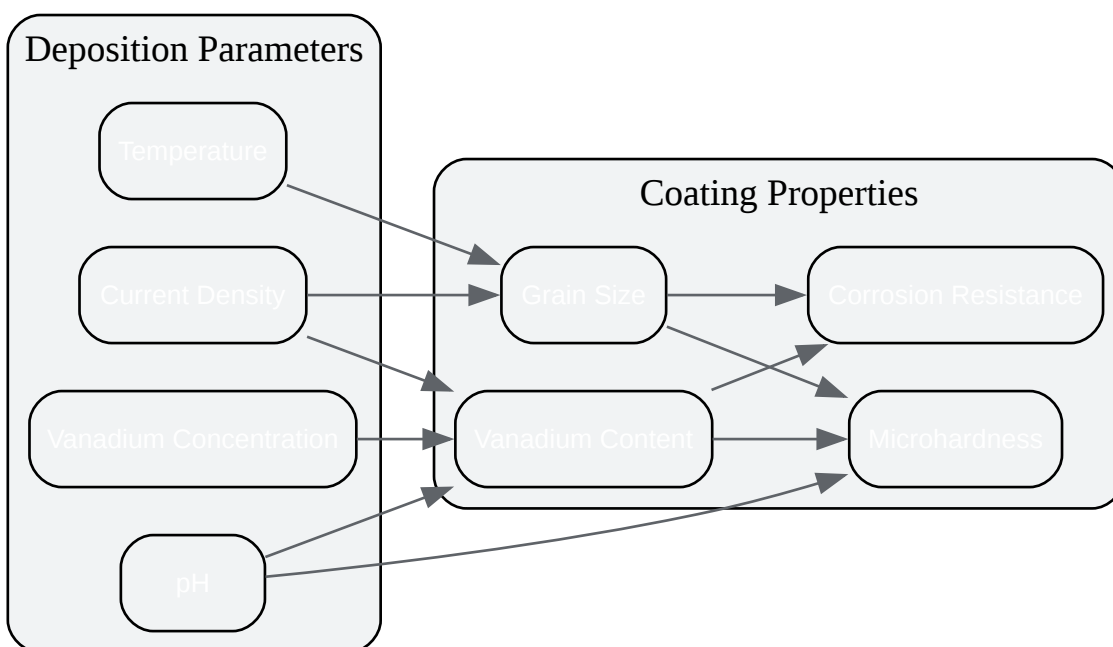 Deposition Parameters
Temperature
Current Density
Vanadium Concentration
pH
Coating Properties
Grain Size
Corrosion Resistance
Vanadium Content
Microhardness